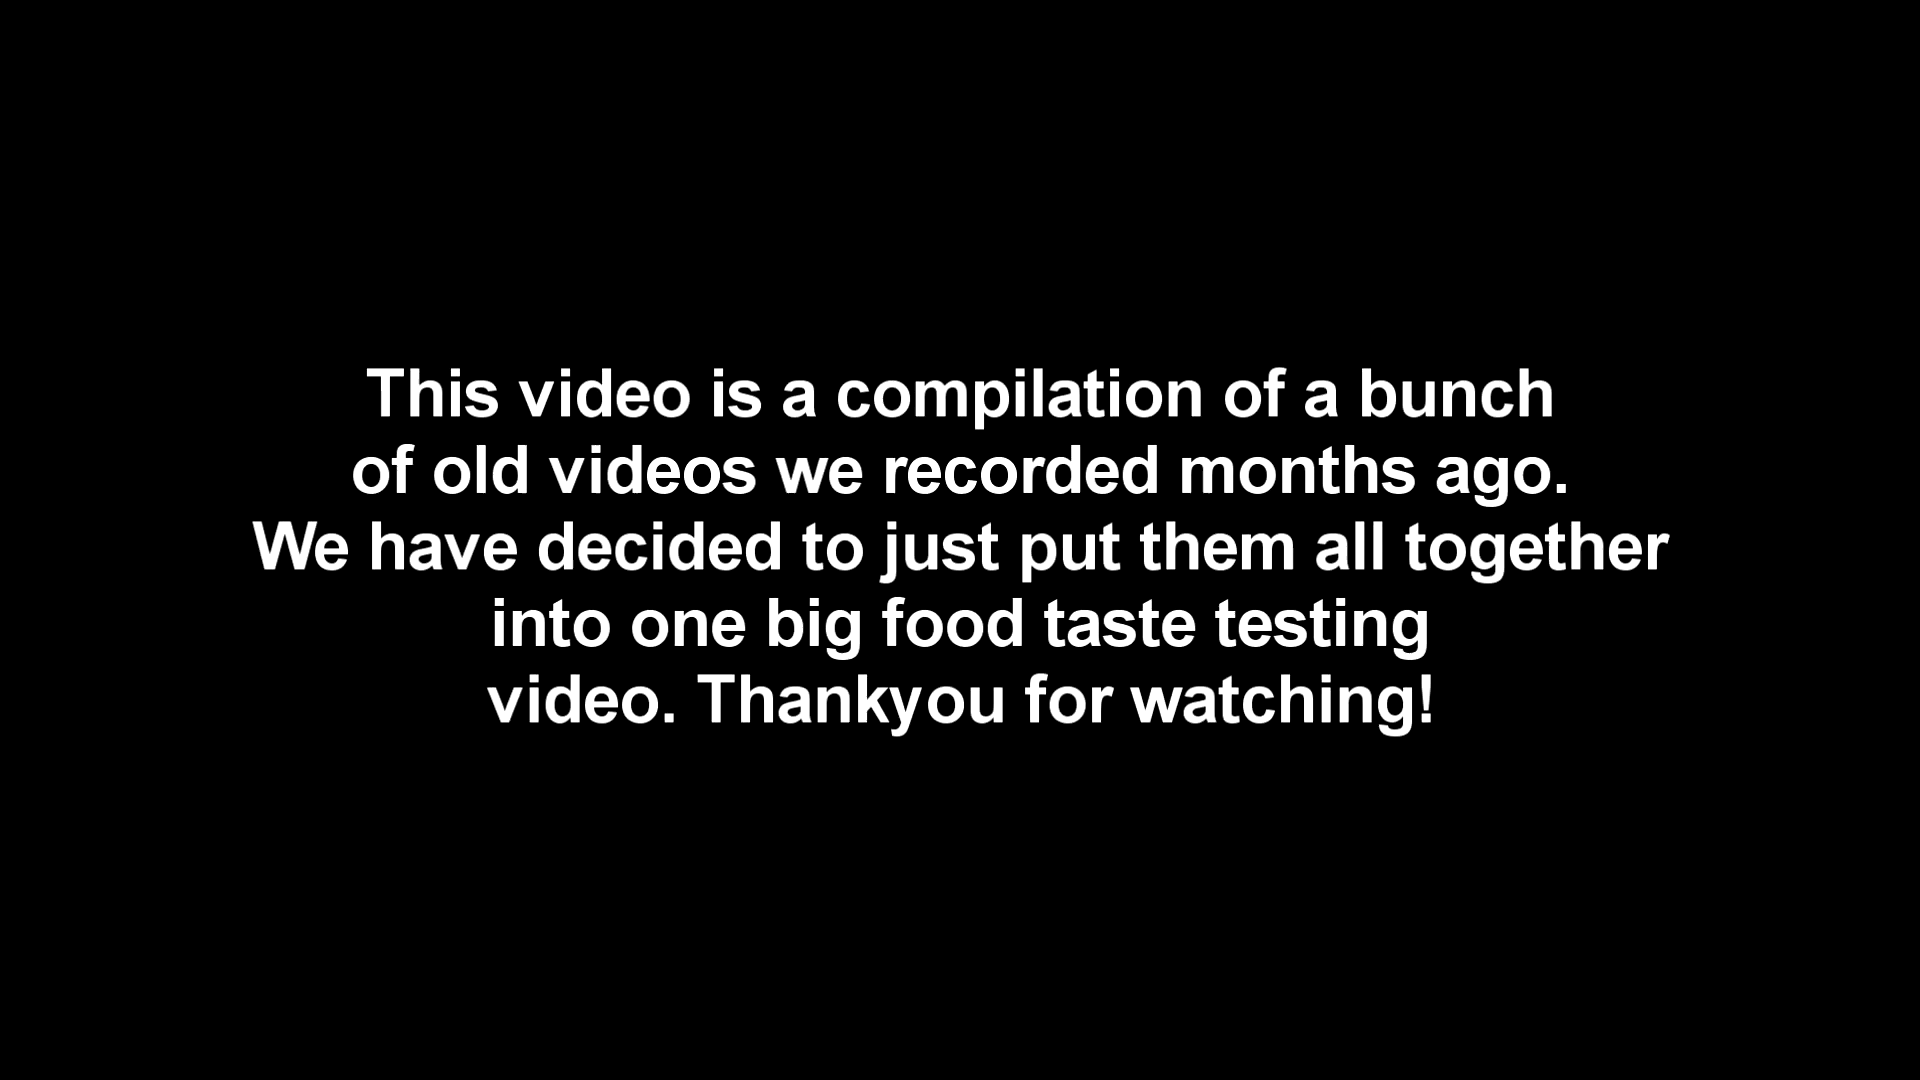 This video is a compilation of a bunch
of old videos we recorded months ago.
We have decided to just put them all together
into one big food taste testing
video. Thankyou for watching!